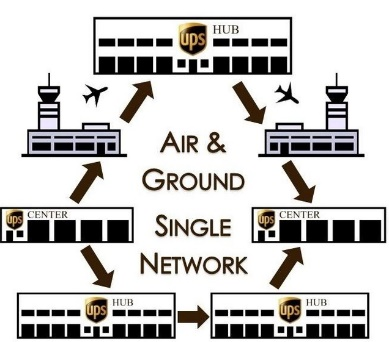 ups HUB
AIR &
GROUND
SINGLE
NETWORK
ups CENTER
ups CENTER
ups HUB
ups HUB